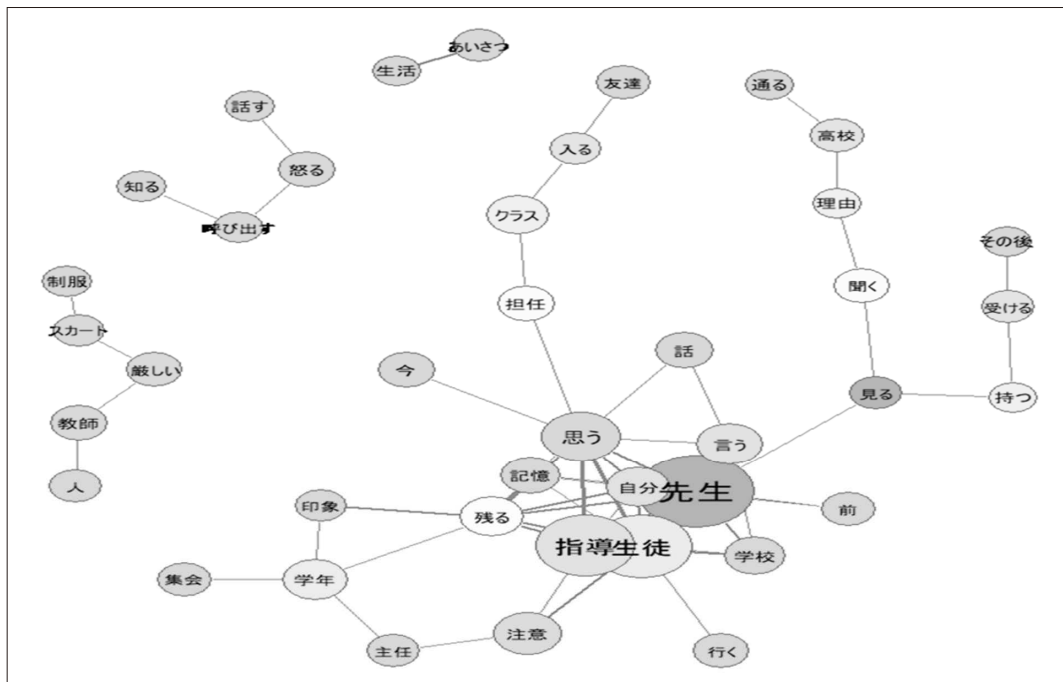 あいさつ
生活
友達
通る
話す
高校
入る
怒る
知る
理由
クラス
呼び出す
その後
制服
聞く
担任
受ける
スカート
話
厳しい
今
見る
持つ
教師
思う
言う
記憶
人
自分
先生
印象
前
残る
指導
生徒
学校
集会
学年
注意
主任
行く